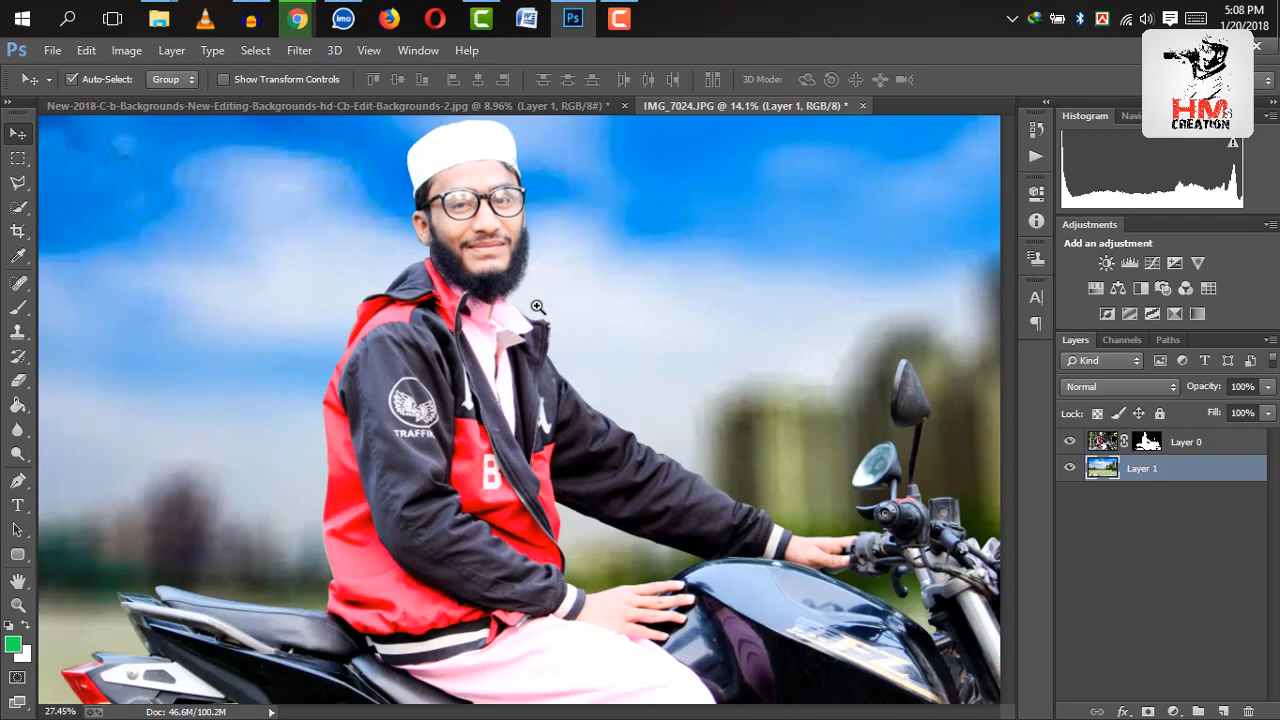 imo
W
Ps
5:08 PM
1/20/2018
Ps File Edit Image Layer Type Select Filter 3D View Window Help
Auto-Select: Group Show Transform Controls 3D Mode:
HMs
CREATION
New-2018-C-b-Backgrounds-New-Editing-Backgrounds-hd-Cb-Edit-Backgrounds-2.jpg @ 8.96% (Layer 1, RGB/8#) * × IMG_7024.JPG @ 14.1% (Layer 1, RGB/8) * ×
Histogram
Adjustments
Add an adjustment
Layers Channels Paths
Kind
Normal Opacity: 100%
Lock: Fill: 100%
Layer 0
Layer 1
B
27.45% Doc: 46.6M/100.2M